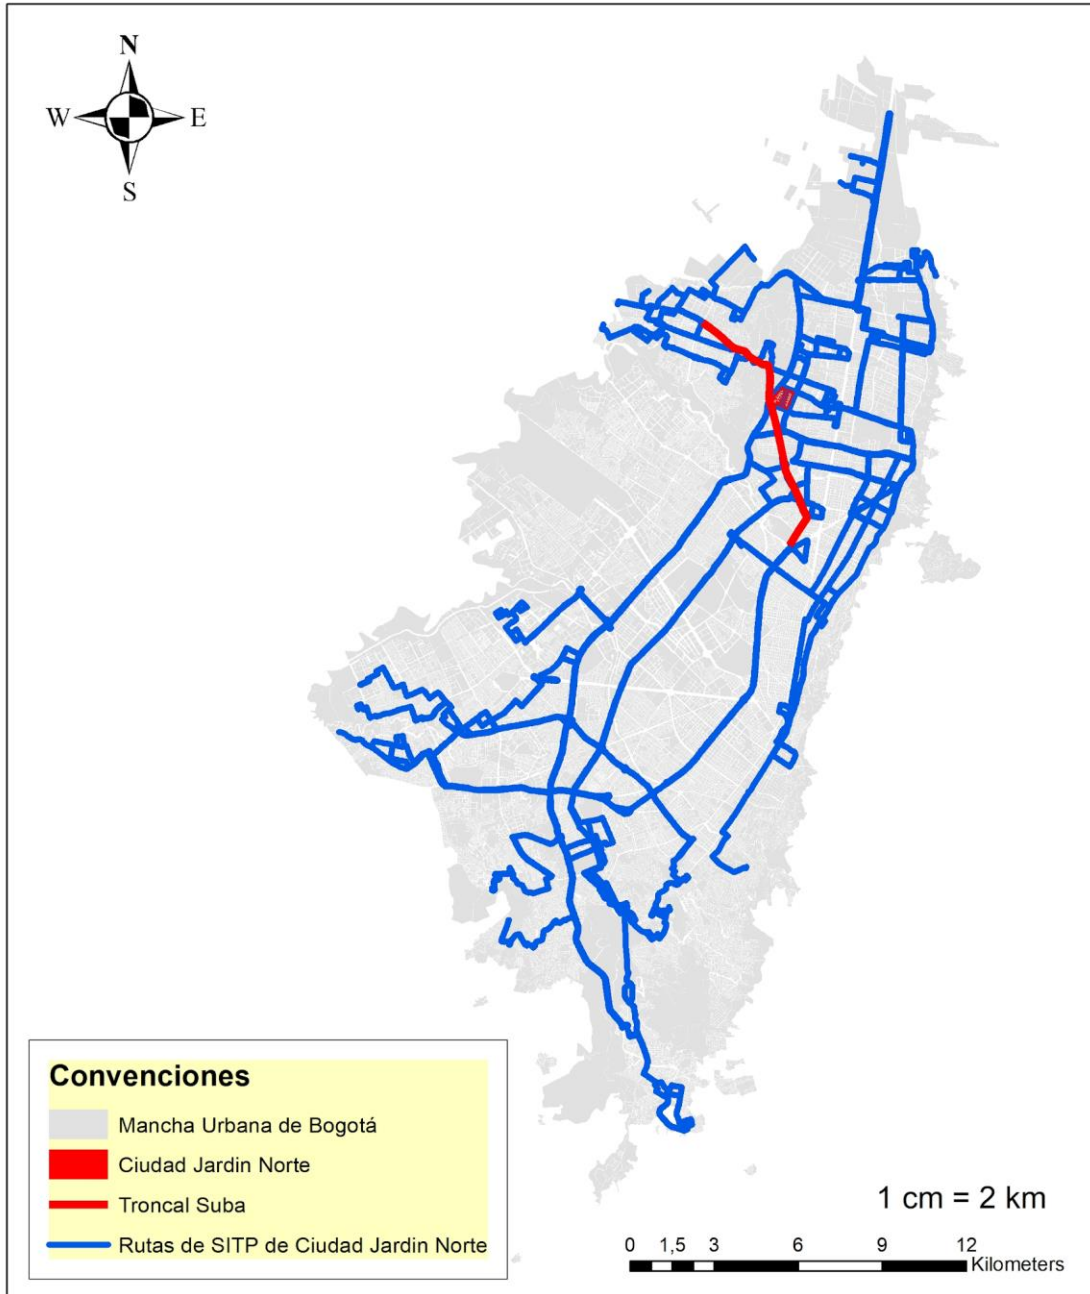 N
W E
S
Convenciones
Mancha Urbana de Bogotá
Ciudad Jardin Norte
Troncal Suba
Rutas de SITP de Ciudad Jardin Norte
1 cm = 2 km
0 1,5 3 6 9 12
Kilometers